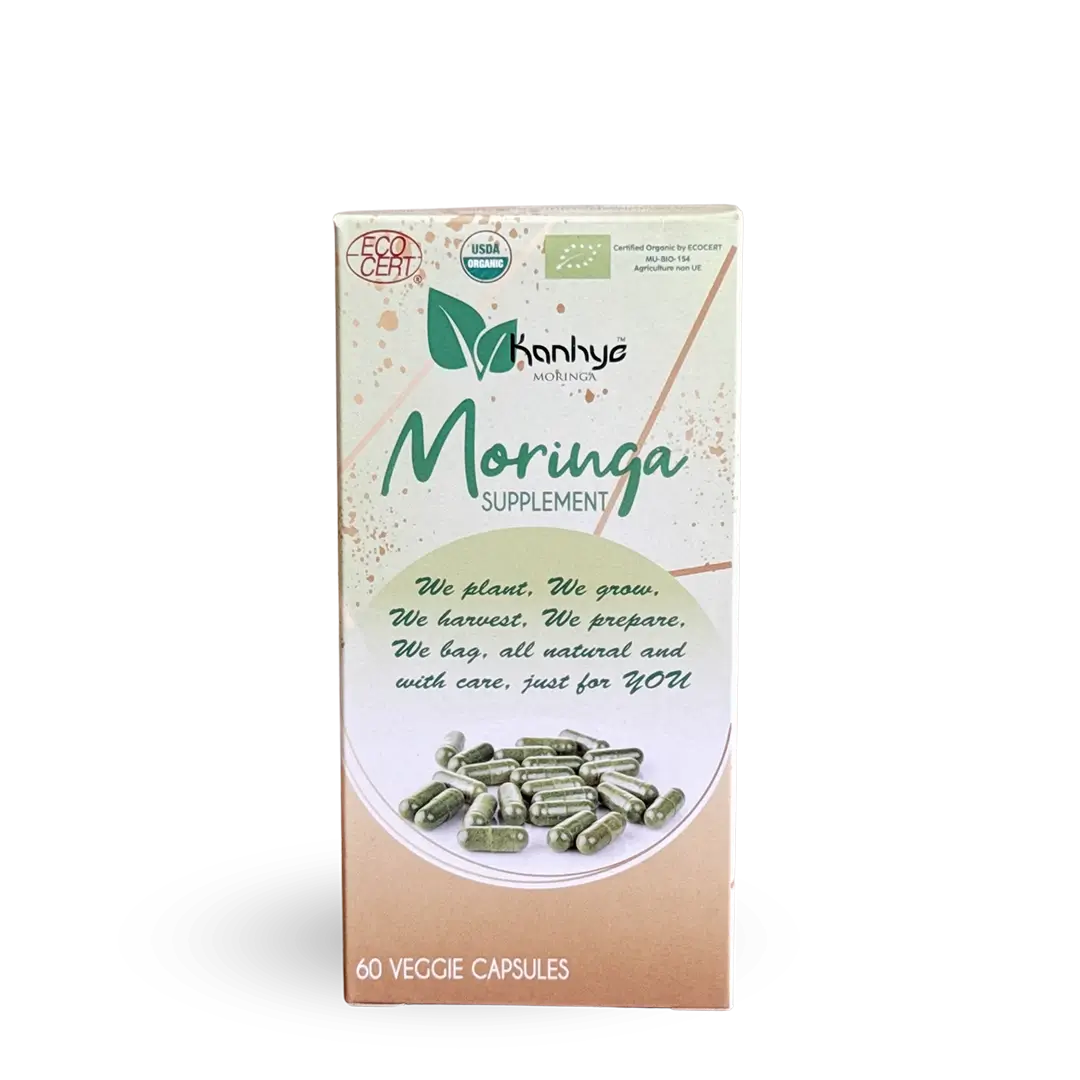 ECO
CERT
USDA
ORGANIC
Certified Organic by ECOCERT
MU-BIO-154
Agriculture non UE
Kanhye™
MORINGA
Moringa
SUPPLEMENT
We plant, We grow,
We harvest, We prepare,
We bag, all natural and
with care, just for YOU
60 VEGGIE CAPSULES